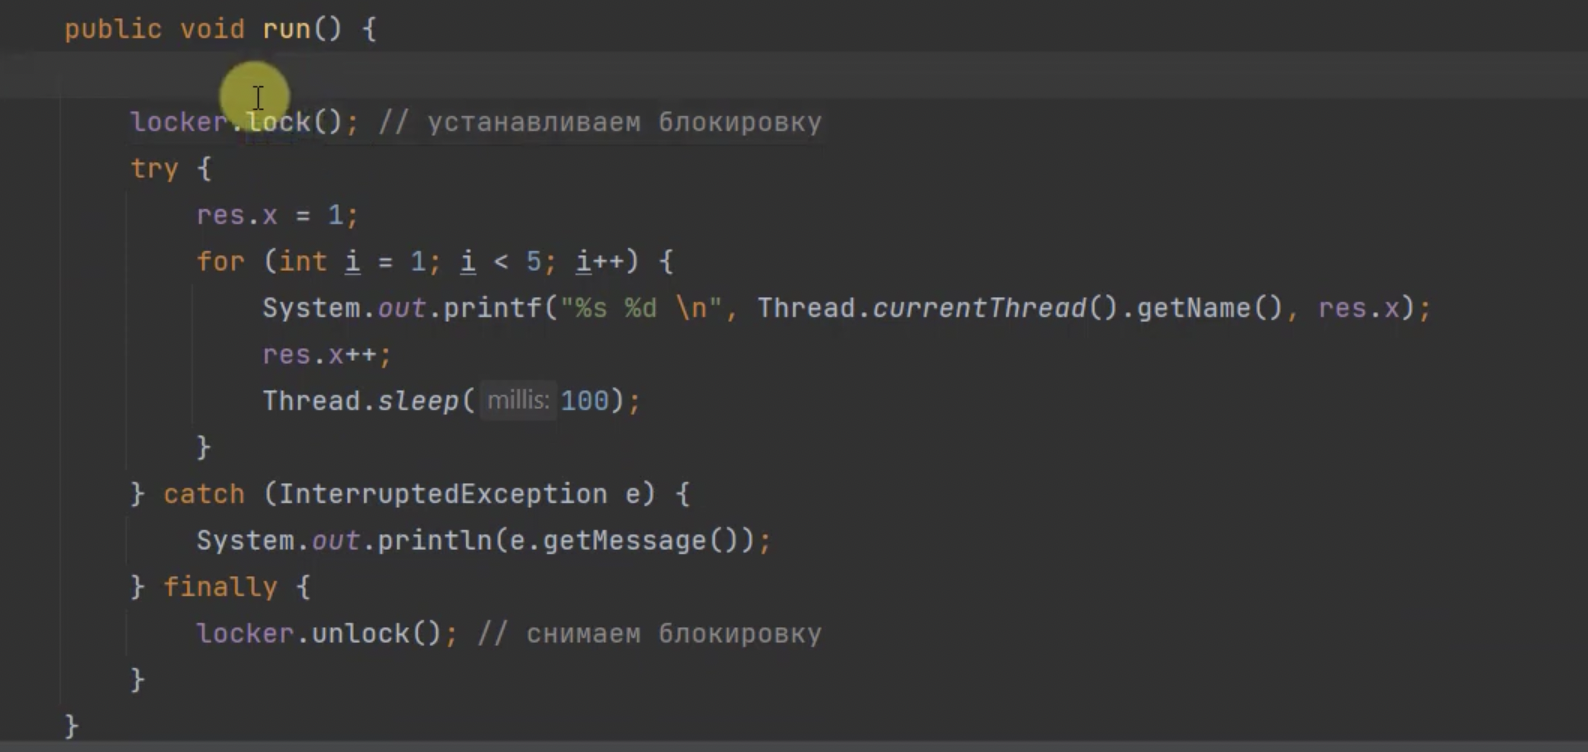 public void run() {
locker.lock(); // устанавливаем блокировку
try {
res.x = 1;
for (int i = 1; i < 5; i++) {
System.out.printf("%s %d \n", Thread.currentThread().getName(), res.x);
res.x++;
Thread.sleep( millis: 100);
}
} catch (InterruptedException e) {
System.out.println(e.getMessage());
} finally {
locker.unlock(); // снимаем блокировку
}
}